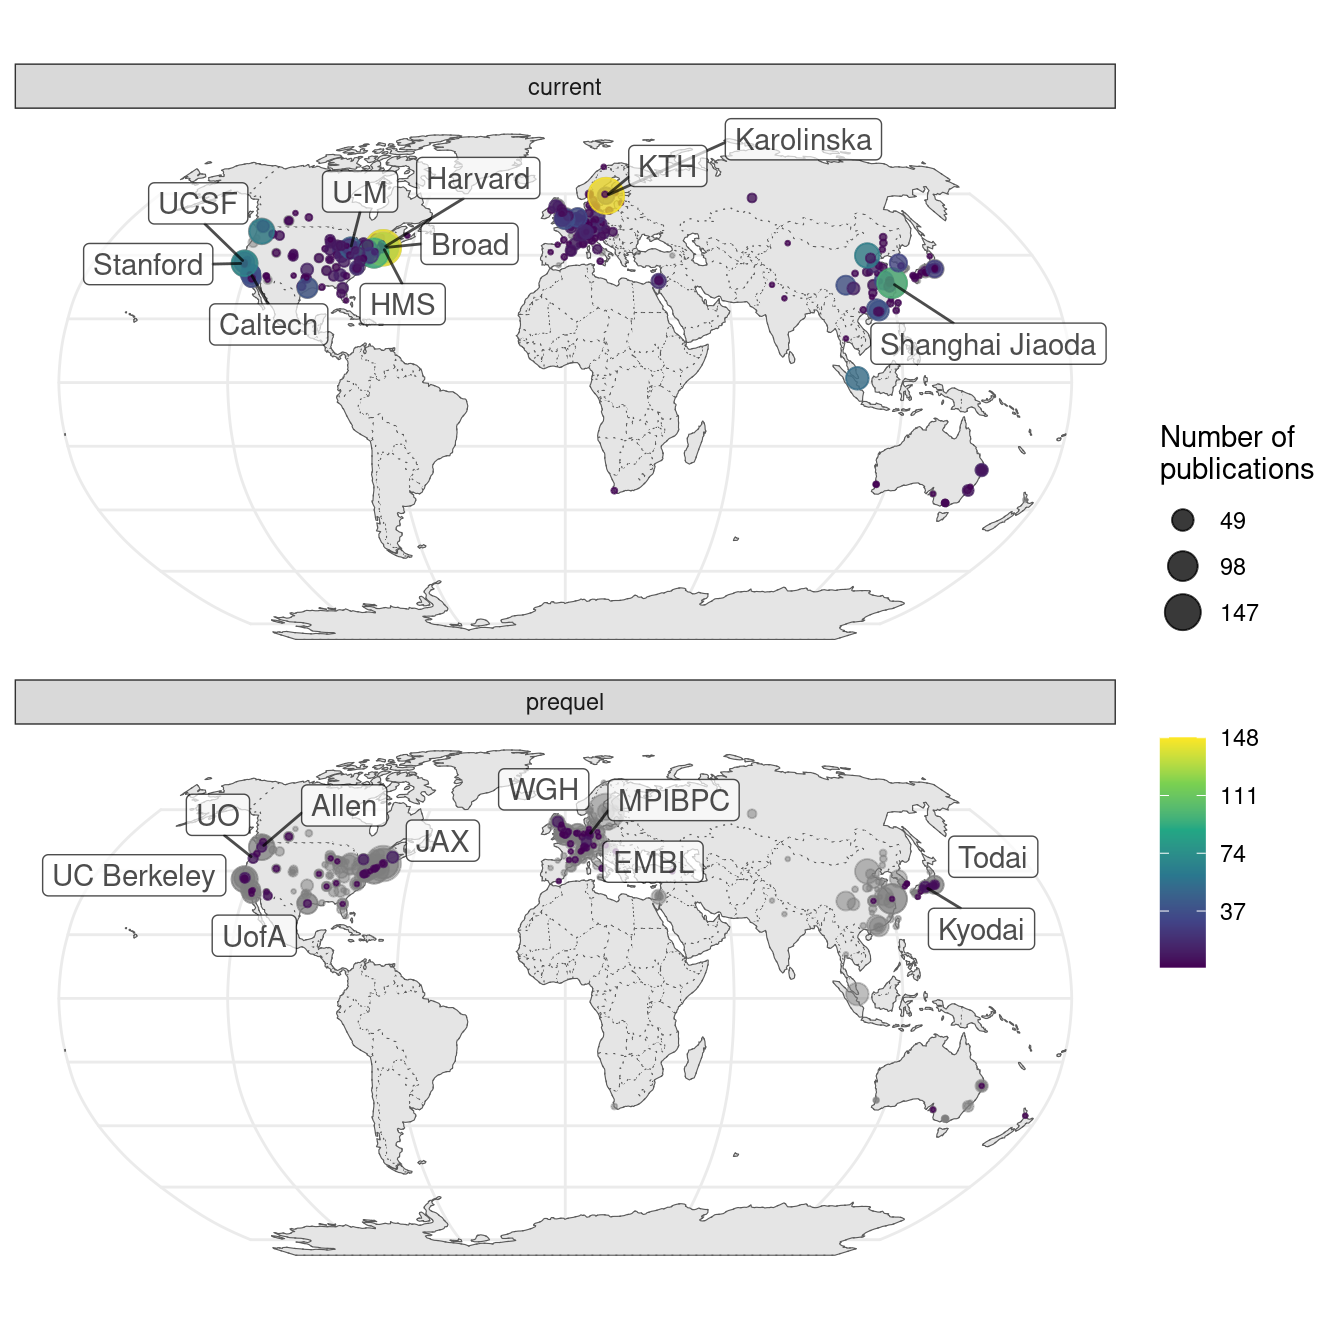 current
Karolinska
KTH
Harvard
U-M
UCSF
Broad
Stanford
HMS
Caltech
Shanghai Jiaoda
Number of
publications
49
98
147
prequel
WGH
MPIBPC
Allen
UO
JAX
EMBL
Todai
UC Berkeley
Kyodai
UofA
148
111
74
37